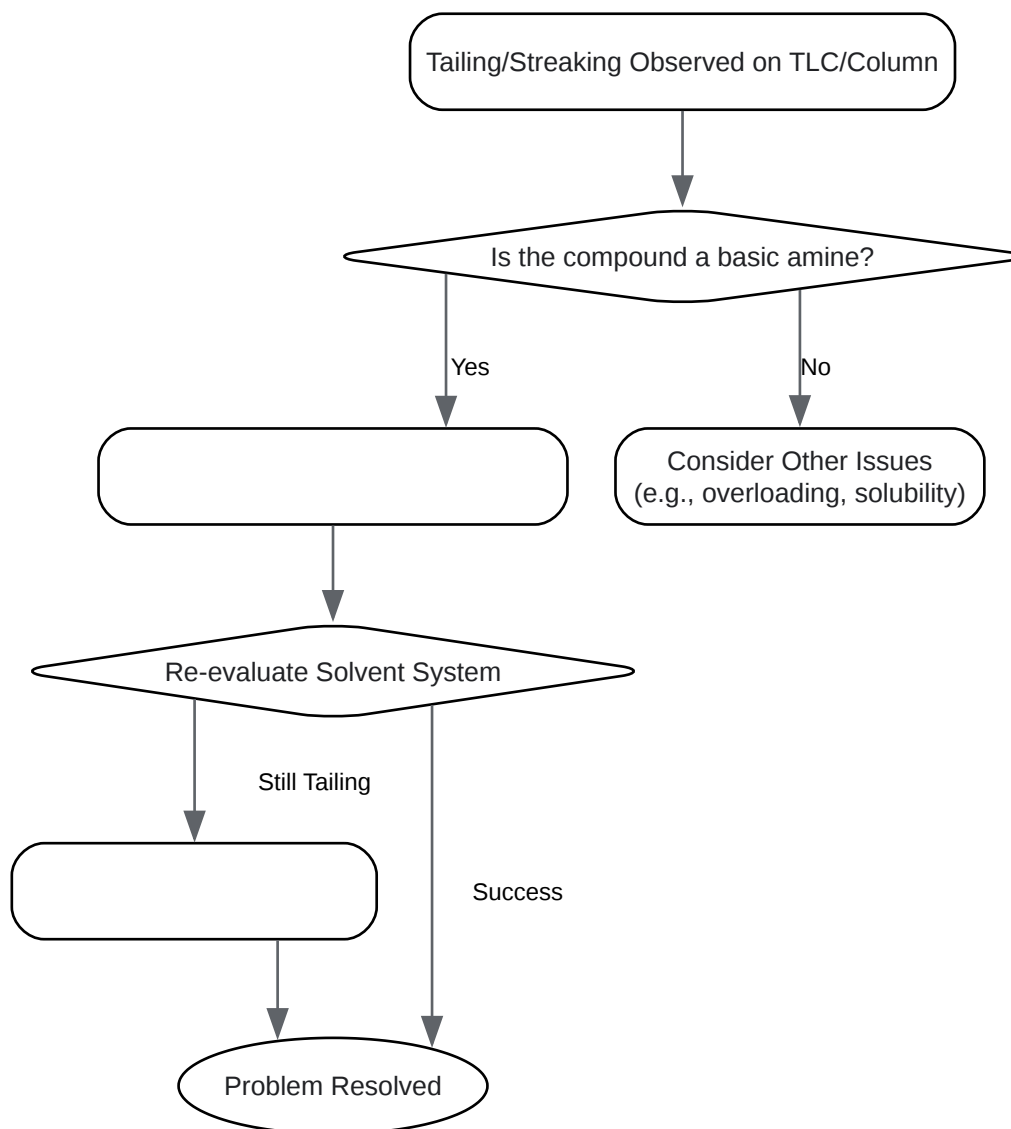 Tailing/Streaking Observed on TLC/Column
Is the compound a basic amine?
Yes
No
Consider Other Issues
(e.g., overloading, solubility)
Re-evaluate Solvent System
Still Tailing
Success
Problem Resolved